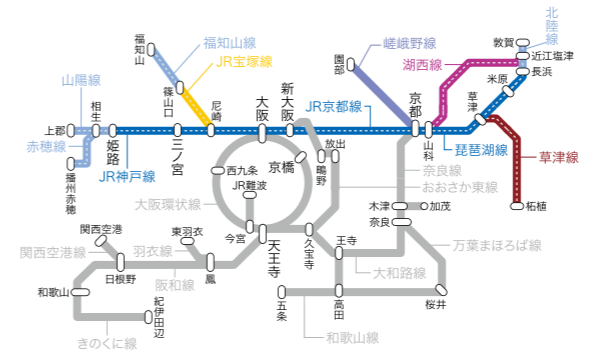 北陸線
福知山
福知山線
JR宝塚線
嵯峨野線
園部
湖西線
敦賀
近江塩津
長浜
米原
山陽線
相生
篠山口
尼崎
大阪
新大阪
JR京都線
京都
草津
上郡
赤穂線
姫路
三ノ宮
JR神戸線
播州赤穂
京橋
鴫野
放出
山科
琵琶湖線
草津線
西九条
JR難波
奈良線
おおさか東線
大阪環状線
木津
加茂
柘植
奈良
関西空港
東羽衣
今宮
天王寺
久宝寺
王寺
万葉まほろば線
関西空港線
羽衣線
日根野
鳳
阪和線
大和路線
和歌山
紀伊田辺
五条
高田
桜井
きのくに線
和歌山線